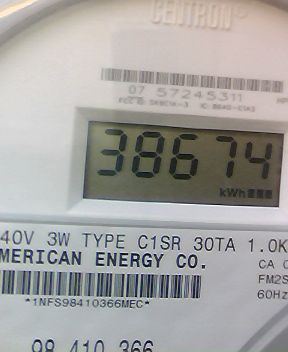 CENTRON®
07 57245311
38674
kWh
40V 3W TYPE C1SR 30TA 1.0K
MERICAN ENERGY CO.
CA
FM2S
60Hz
*1NFS98410366MEC*
98 410 366